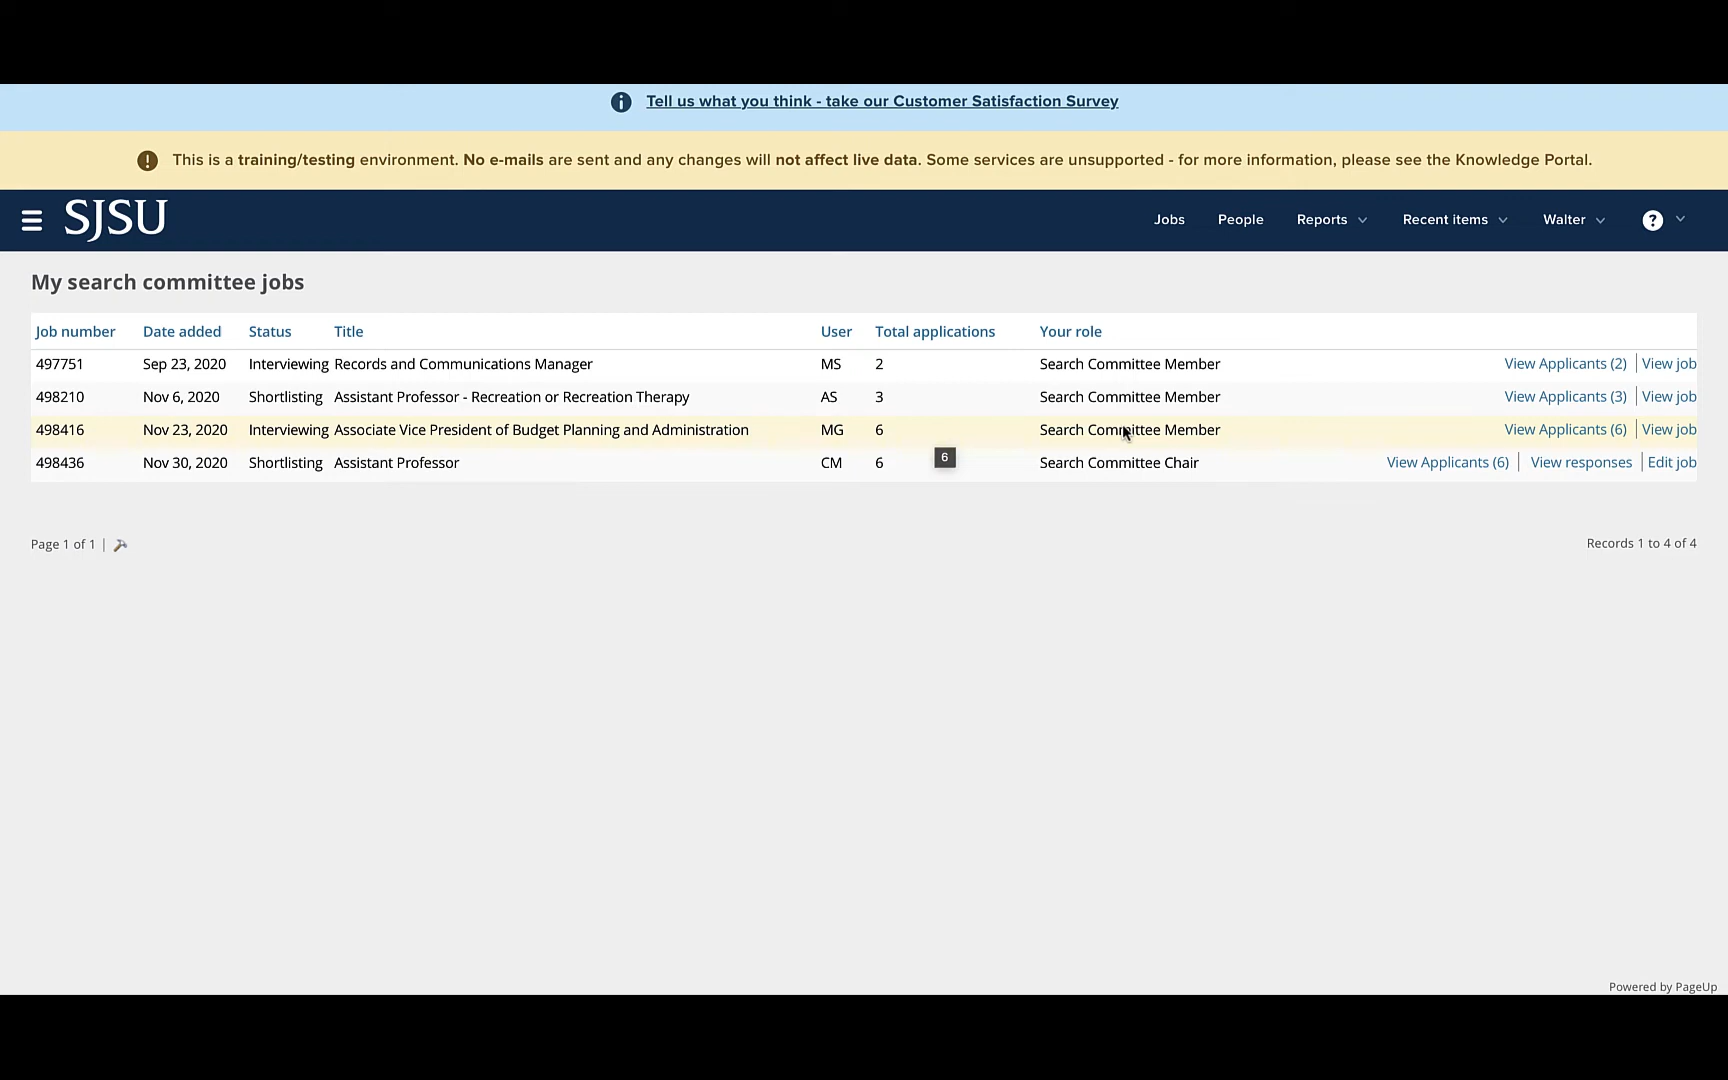 Tell us what you think - take our Customer Satisfaction Survey
This is a training/testing environment. No e-mails are sent and any changes will not affect live data. Some services are unsupported - for more information, please see the Knowledge Portal.
SJSU Jobs People Reports Recent items Walter ?
My search committee jobs
Job number Date added Status Title User Total applications Your role
497751 Sep 23, 2020 Interviewing Records and Communications Manager MS 2 Search Committee Member View Applicants (2) | View job
498210 Nov 6, 2020 Shortlisting Assistant Professor - Recreation or Recreation Therapy AS 3 Search Committee Member View Applicants (3) | View job
498416 Nov 23, 2020 Interviewing Associate Vice President of Budget Planning and Administration MG 6 Search Committee Member View Applicants (6) | View job
498436 Nov 30, 2020 Shortlisting Assistant Professor CM 6 6 Search Committee Chair View Applicants (6) | View responses | Edit job
Page 1 of 1 | Records 1 to 4 of 4
Powered by PageUp